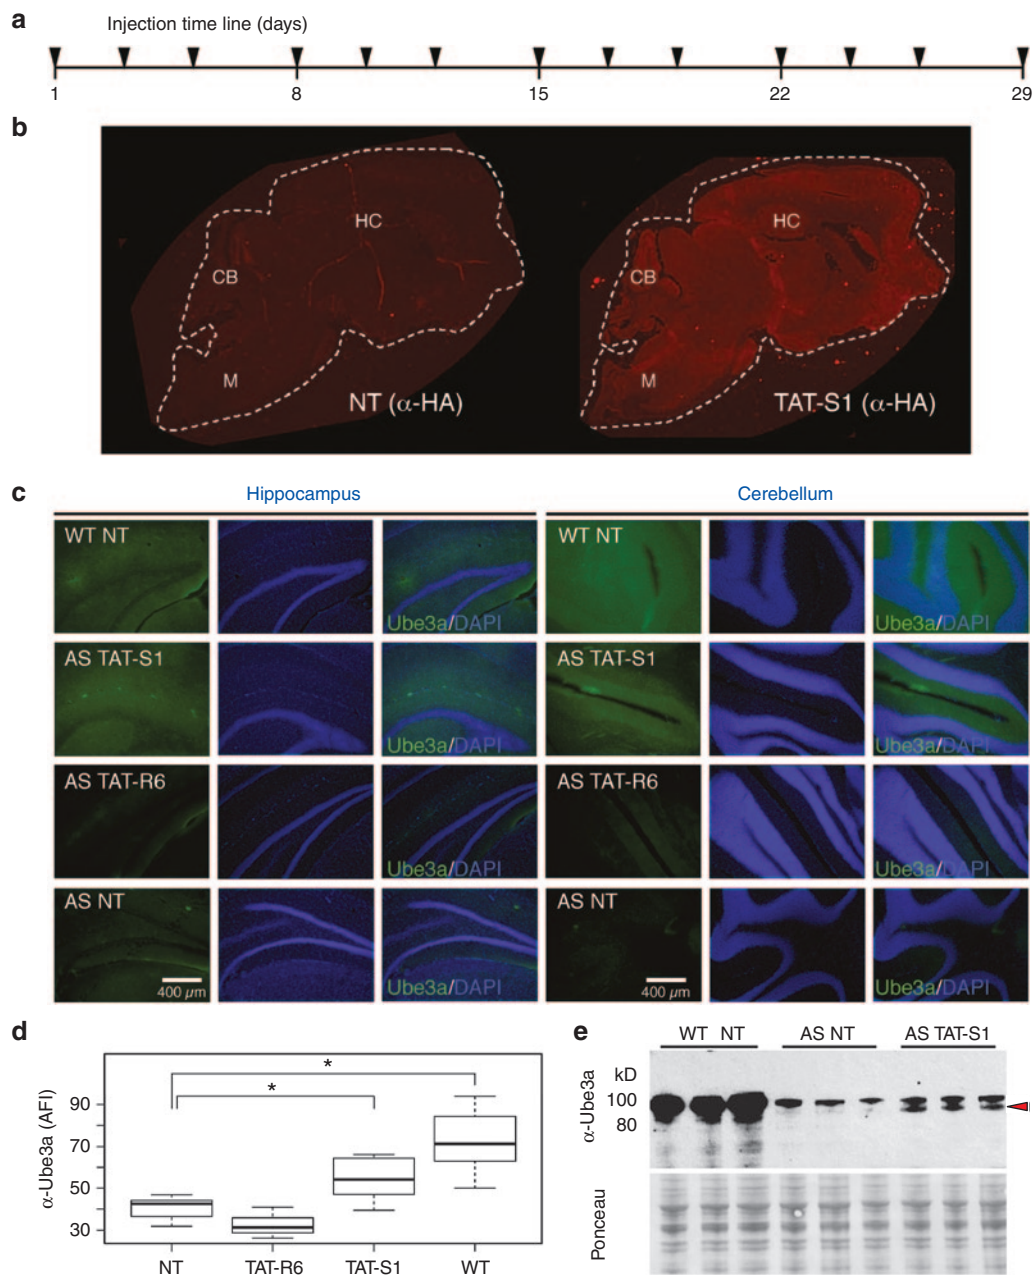 a
Injection time line (days)
1 8 15 22 29
b
HC HC
CB CB
M M
NT (α-HA) TAT-S1 (α-HA)
c
Hippocampus Cerebellum
WT NT WT NT
Ube3a/DAPI Ube3a/DAPI
AS TAT-S1 AS TAT-S1
Ube3a/DAPI Ube3a/DAPI
AS TAT-R6 AS TAT-R6
Ube3a/DAPI Ube3a/DAPI
AS NT AS NT
400 µm Ube3a/DAPI 400 µm Ube3a/DAPI
d
α-Ube3a (AFI)
90
70
50
30
* *
NT TAT-R6 TAT-S1 WT
e
WT NT AS NT AS TAT-S1
α-Ube3a
kD
100
80
Ponceau